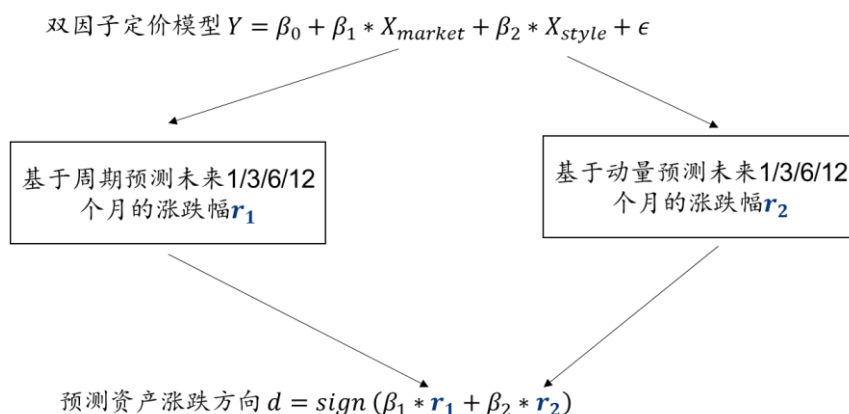 双因子定价模型 Y = β₀ + β₁ * X_market + β₂ * X_style + ϵ
基于周期预测未来1/3/6/12
个月的涨跌幅r₁
基于动量预测未来1/3/6/12
个月的涨跌幅r₂
预测资产涨跌方向 d = sign (β₁ * r₁ + β₂ * r₂)